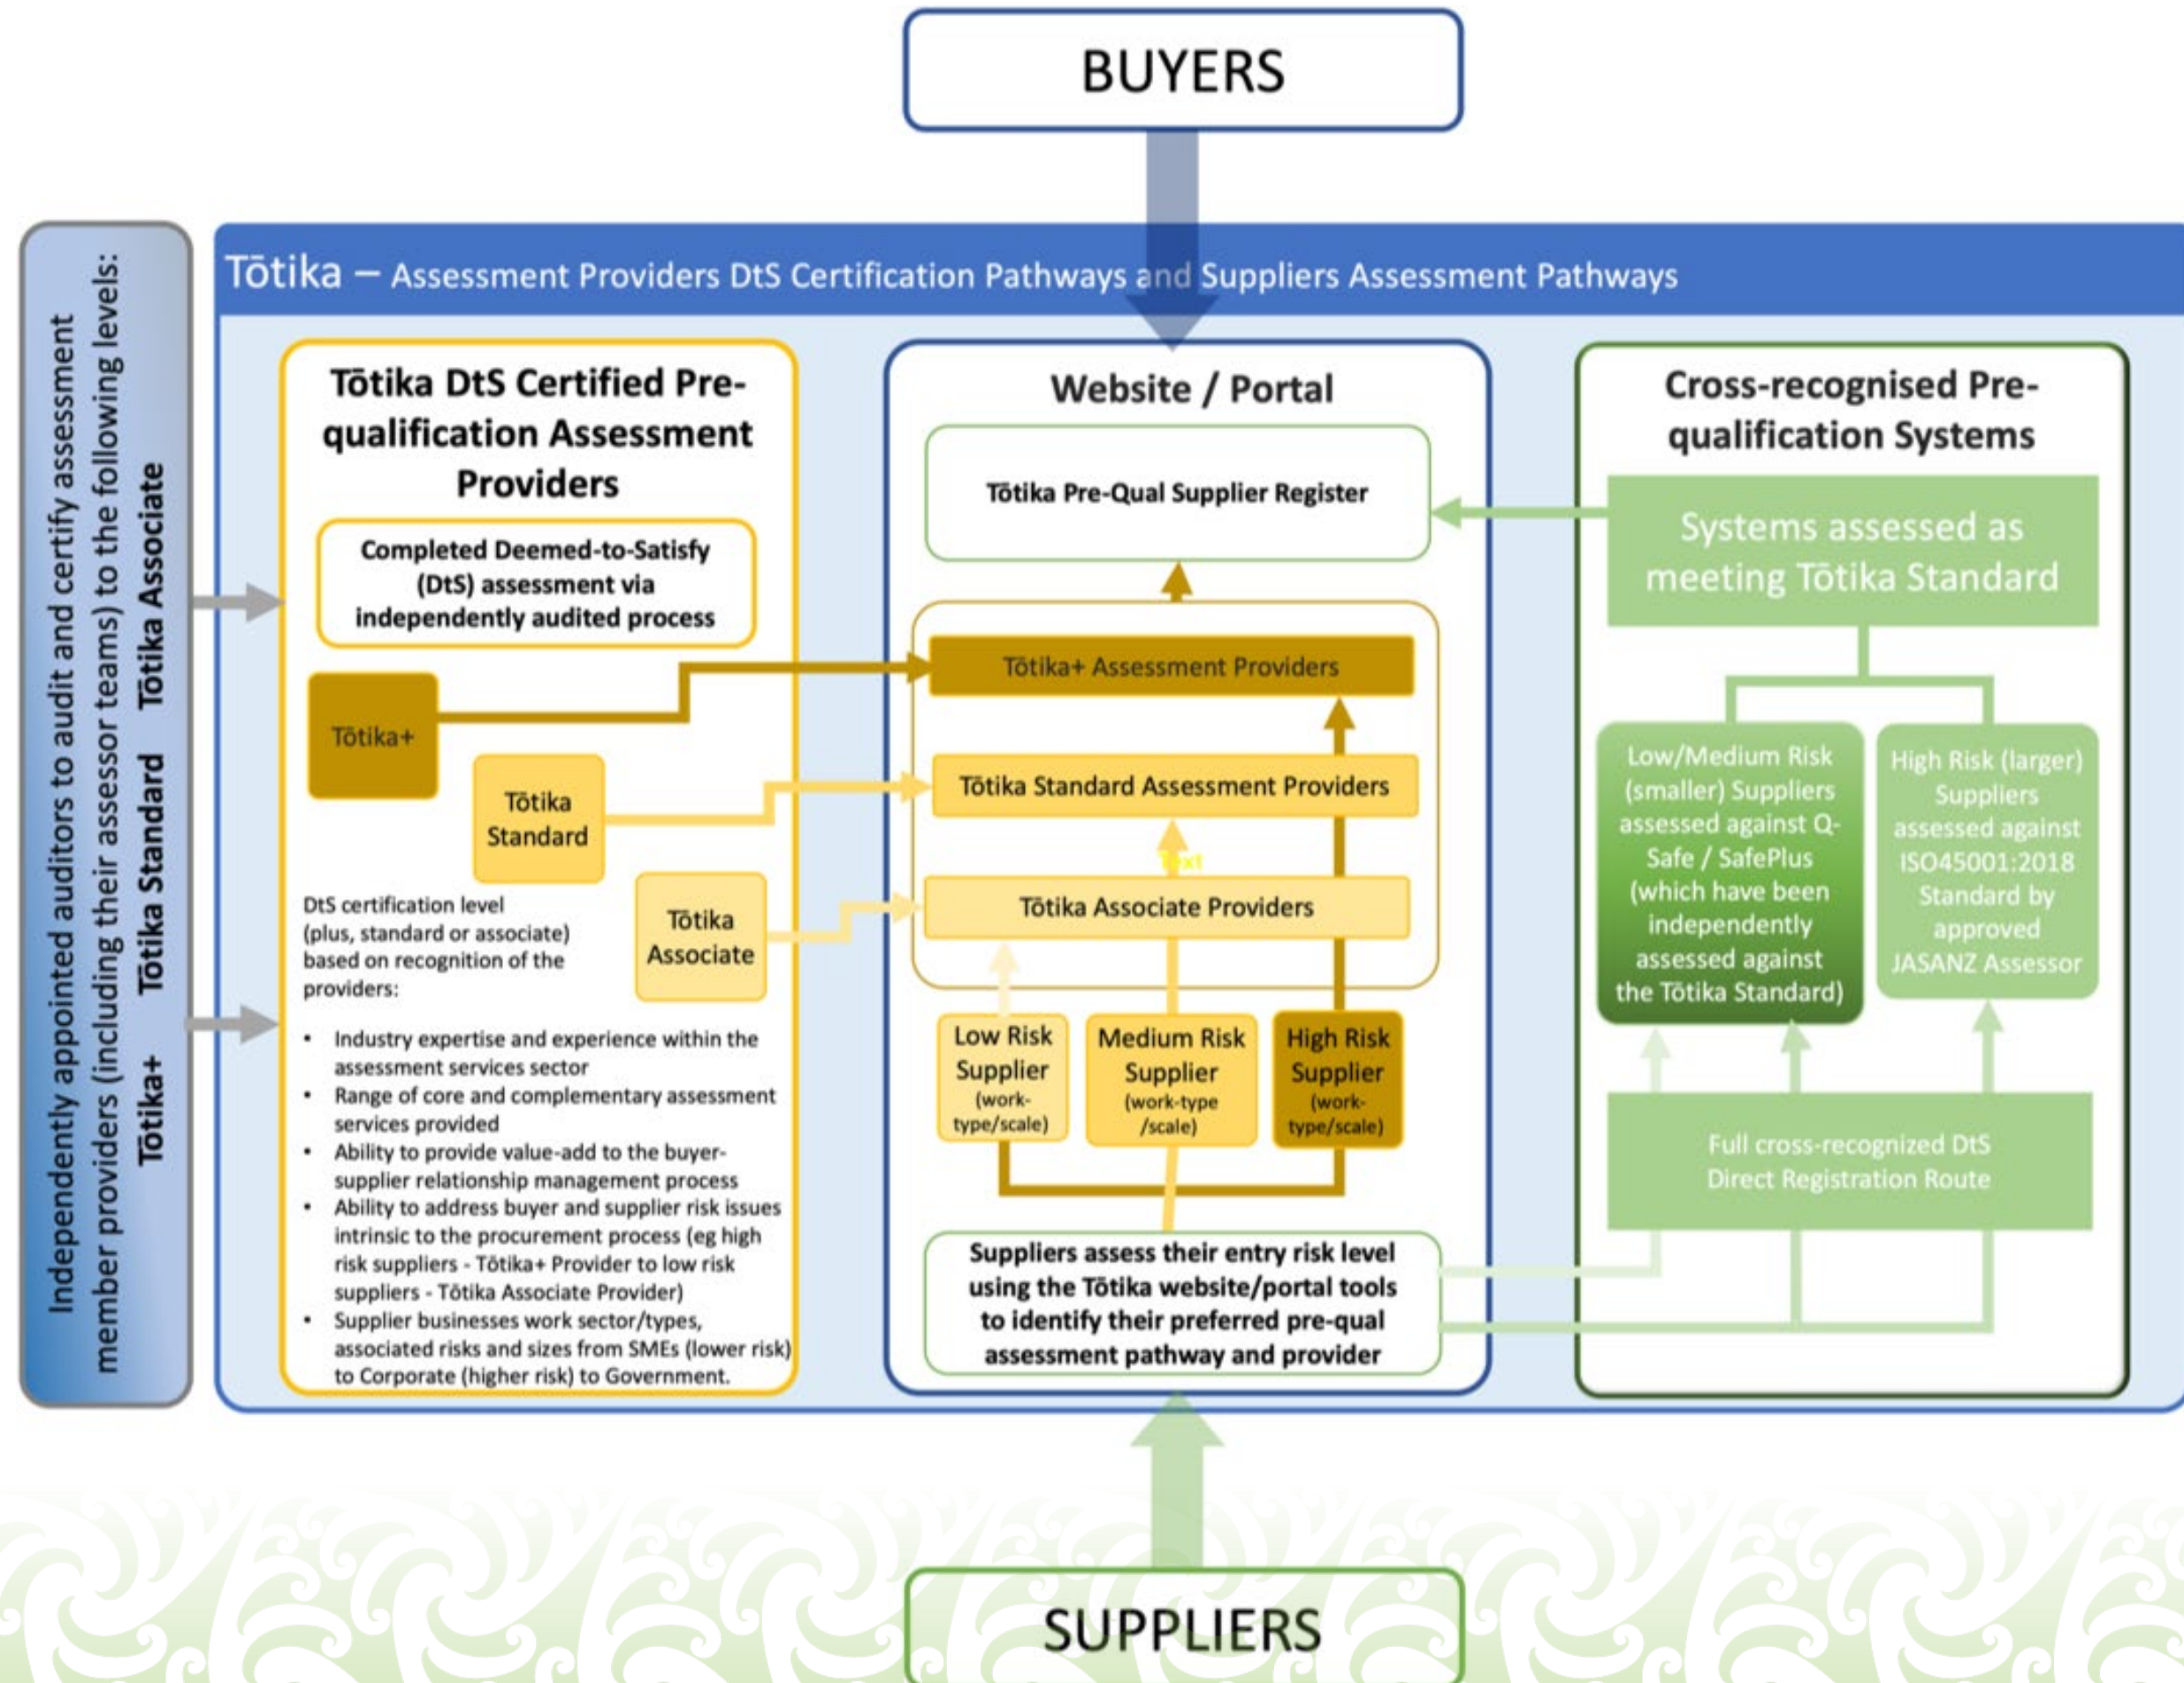 BUYERS
Independently appointed auditors to audit and certify assessment
member providers (including their assessor teams) to the following levels:
Tōtika+ Tōtika Standard Tōtika Associate
Tōtika – Assessment Providers DtS Certification Pathways and Suppliers Assessment Pathways
Tōtika DtS Certified Pre-
qualification Assessment
Providers
Completed Deemed-to-Satisfy
(DtS) assessment via
independently audited process
Tōtika+
Tōtika
Standard
Tōtika
Associate
DtS certification level
(plus, standard or associate)
based on recognition of the
providers:
• Industry expertise and experience within the
assessment services sector
• Range of core and complementary assessment
services provided
• Ability to provide value-add to the buyer-
supplier relationship management process
• Ability to address buyer and supplier risk issues
intrinsic to the procurement process (eg high
risk suppliers - Tōtika+ Provider to low risk
suppliers - Tōtika Associate Provider)
• Supplier businesses work sector/types,
associated risks and sizes from SMEs (lower risk)
to Corporate (higher risk) to Government.
Website / Portal
Tōtika Pre-Qual Supplier Register
Tōtika+ Assessment Providers
Tōtika Standard Assessment Providers
Text
Tōtika Associate Providers
Low Risk
Supplier
(work-
type/scale)
Medium Risk
Supplier
(work-type
/scale)
High Risk
Supplier
(work-
type/scale)
Suppliers assess their entry risk level
using the Tōtika website/portal tools
to identify their preferred pre-qual
assessment pathway and provider
Cross-recognised Pre-
qualification Systems
Systems assessed as
meeting Tōtika Standard
Low/Medium Risk
(smaller) Suppliers
assessed against Q-
Safe / SafePlus
(which have been
independently
assessed against
the Tōtika Standard)
High Risk (larger)
Suppliers
assessed against
ISO45001:2018
Standard by
approved
JASANZ Assessor
Full cross-recognized DtS
Direct Registration Route
SUPPLIERS